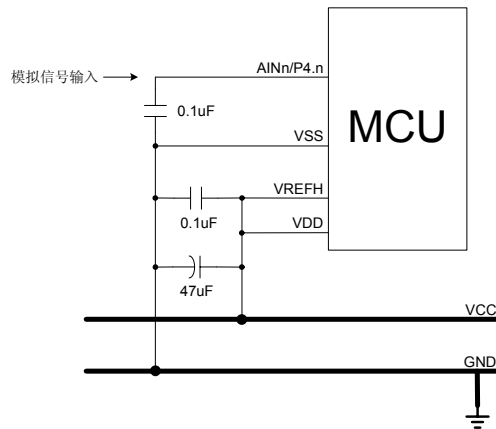 AINn/P4.n
模拟信号输入
0.1uF
MCU
VSS
VREFH
0.1uF
VDD
47uF
VCC
GND